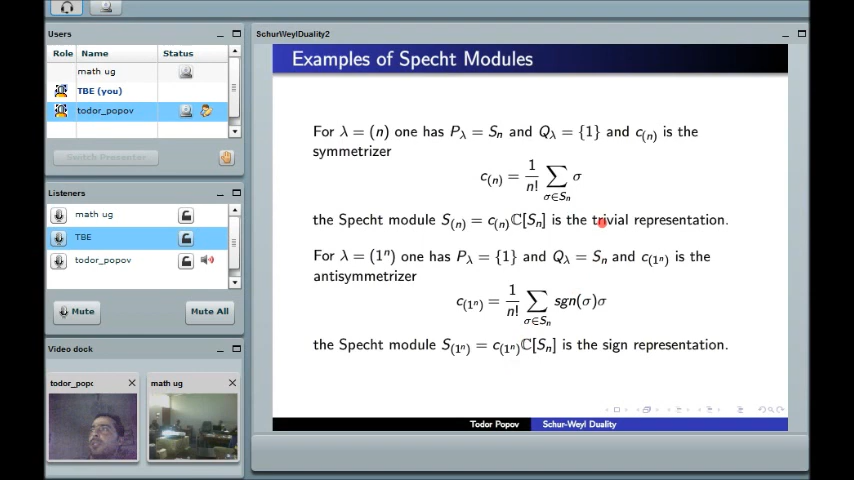 Users
SchurWeylDuality2
Role Name Status
math ug
TBE (you)
todor_popov
Switch Presenter
Listeners
math ug
TBE
todor_popov
Mute
Mute All
Video dock
todor_popc
math ug
Examples of Specht Modules
For λ = (n) one has P_λ = S_n and Q_λ = {1} and c_(n) is the
symmetrizer
c_(n) = 1/n! ∑_{σ∈S_n} σ
the Specht module S_(n) = c_(n)ℂ[S_n] is the trivial representation.
For λ = (1^n) one has P_λ = {1} and Q_λ = S_n and c_(1^n) is the
antisymmetrizer
c_(1^n) = 1/n! ∑_{σ∈S_n} sgn(σ)σ
the Specht module S_(1^n) = c_(1^n)ℂ[S_n] is the sign representation.
Todor Popov Schur-Weyl Duality